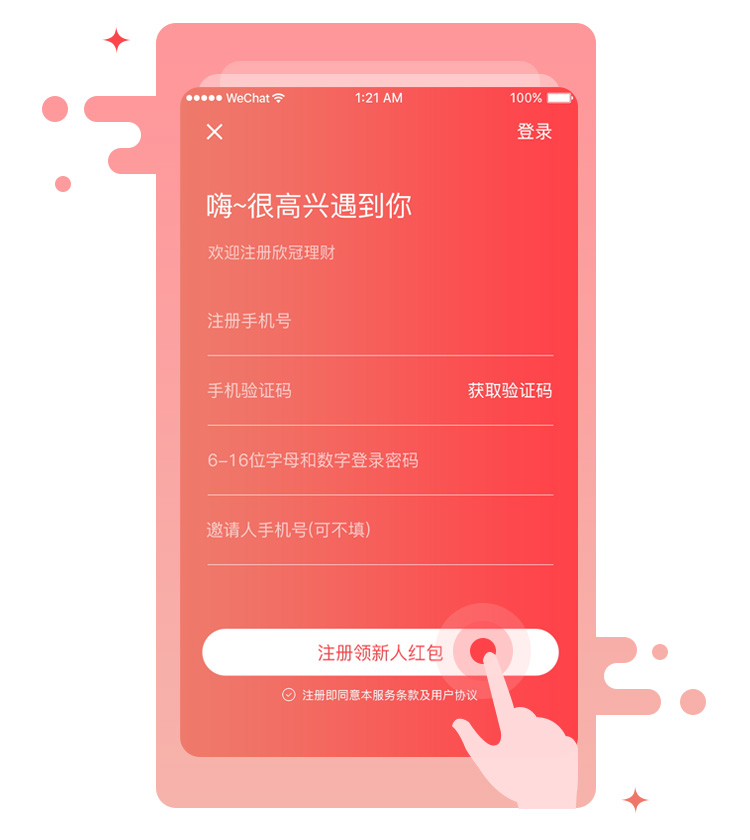 WeChat 1:21 AM 100%
登录
嗨~很高兴遇到你
欢迎注册欣冠理财
注册手机号
手机验证码 获取验证码
6-16位字母和数字登录密码
邀请人手机号(可不填)
注册领新人红包
注册即同意本服务条款及用户协议